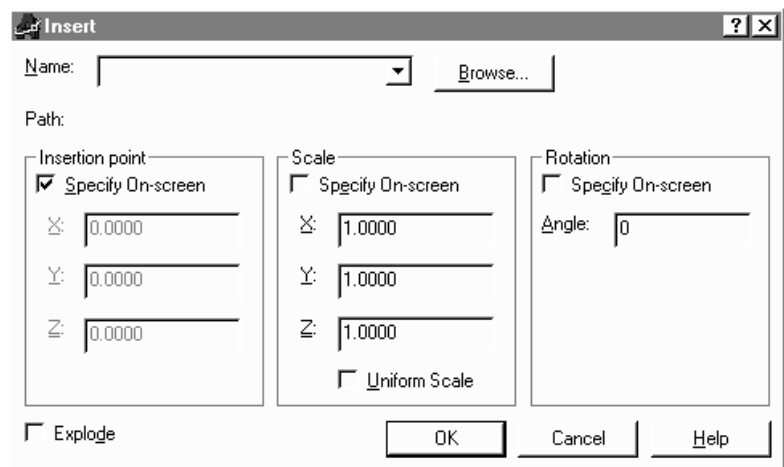 Insert
Name: Browse...
Path:
Insertion point Scale Rotation
Specify On-screen Specify On-screen Specify On-screen
X: 0.0000 X: 1.0000 Angle: 0
Y: 0.0000 Y: 1.0000
Z: 0.0000 Z: 1.0000
Uniform Scale
Explode OK Cancel Help